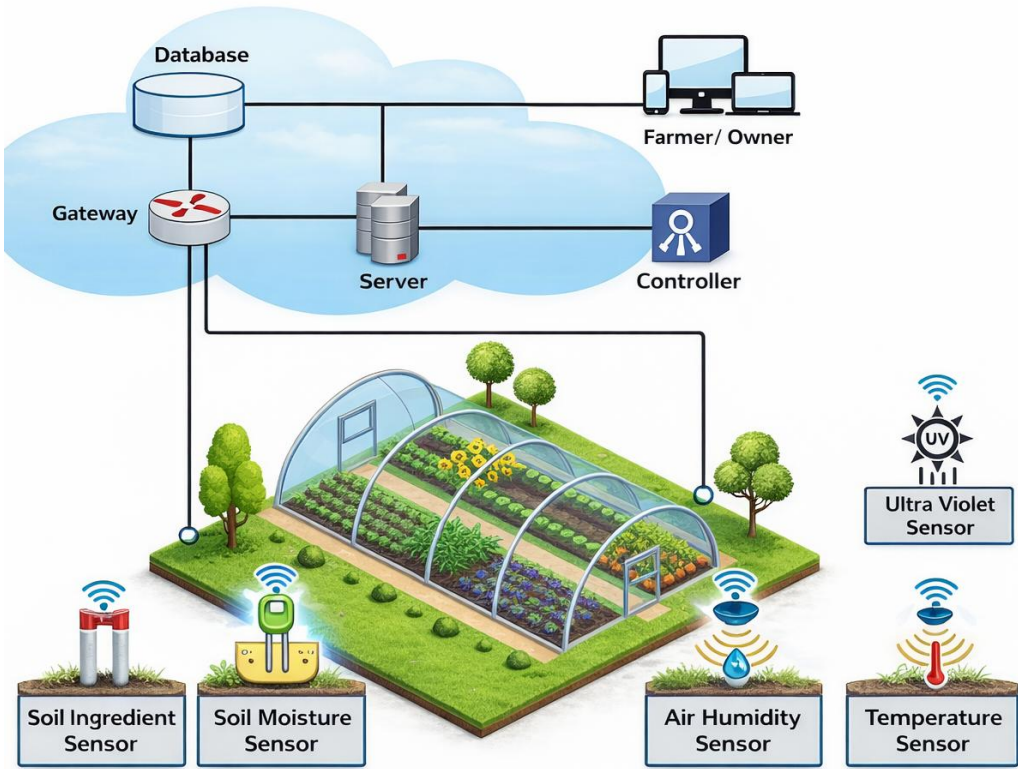 Database
Farmer/ Owner
Gateway
Server
Controller
UV
Ultra Violet
Sensor
Soil Ingredient
Sensor
Soil Moisture
Sensor
Air Humidity
Sensor
Temperature
Sensor